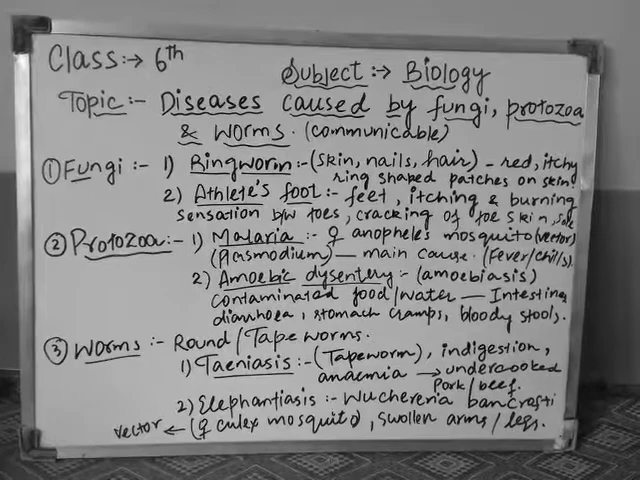 Class:→ 6th
Subject:→ Biology
Topic:- Diseases caused by fungi, protozoa
& worms. (communicable)
① Fungi:- 1) Ringworm:- (Skin, nails, hair) - red, itchy
ring shaped patches on skin.
2) Athlete's foot:- feet, itching & burning
sensation b/w toes, cracking of toe skin, sole
② Protozoa:- 1) Malaria:- ♀ anopheles mosquito (vector)
(Plasmodium) — main cause. (Fever/chills).
2) Amoebic dysentery:- (amoebiasis)
Contaminated food/water — Intestine,
diarrhoea, stomach cramps, bloody stools.
③ Worms:- Round/Tape worms.
1) Taeniasis:- (Tapeworm), indigestion,
anaemia → undercooked
Pork/beef.
2) Elephantiasis:- Wuchereria bancrofti
vector ← (♀ culex mosquito), swollen arms/legs.